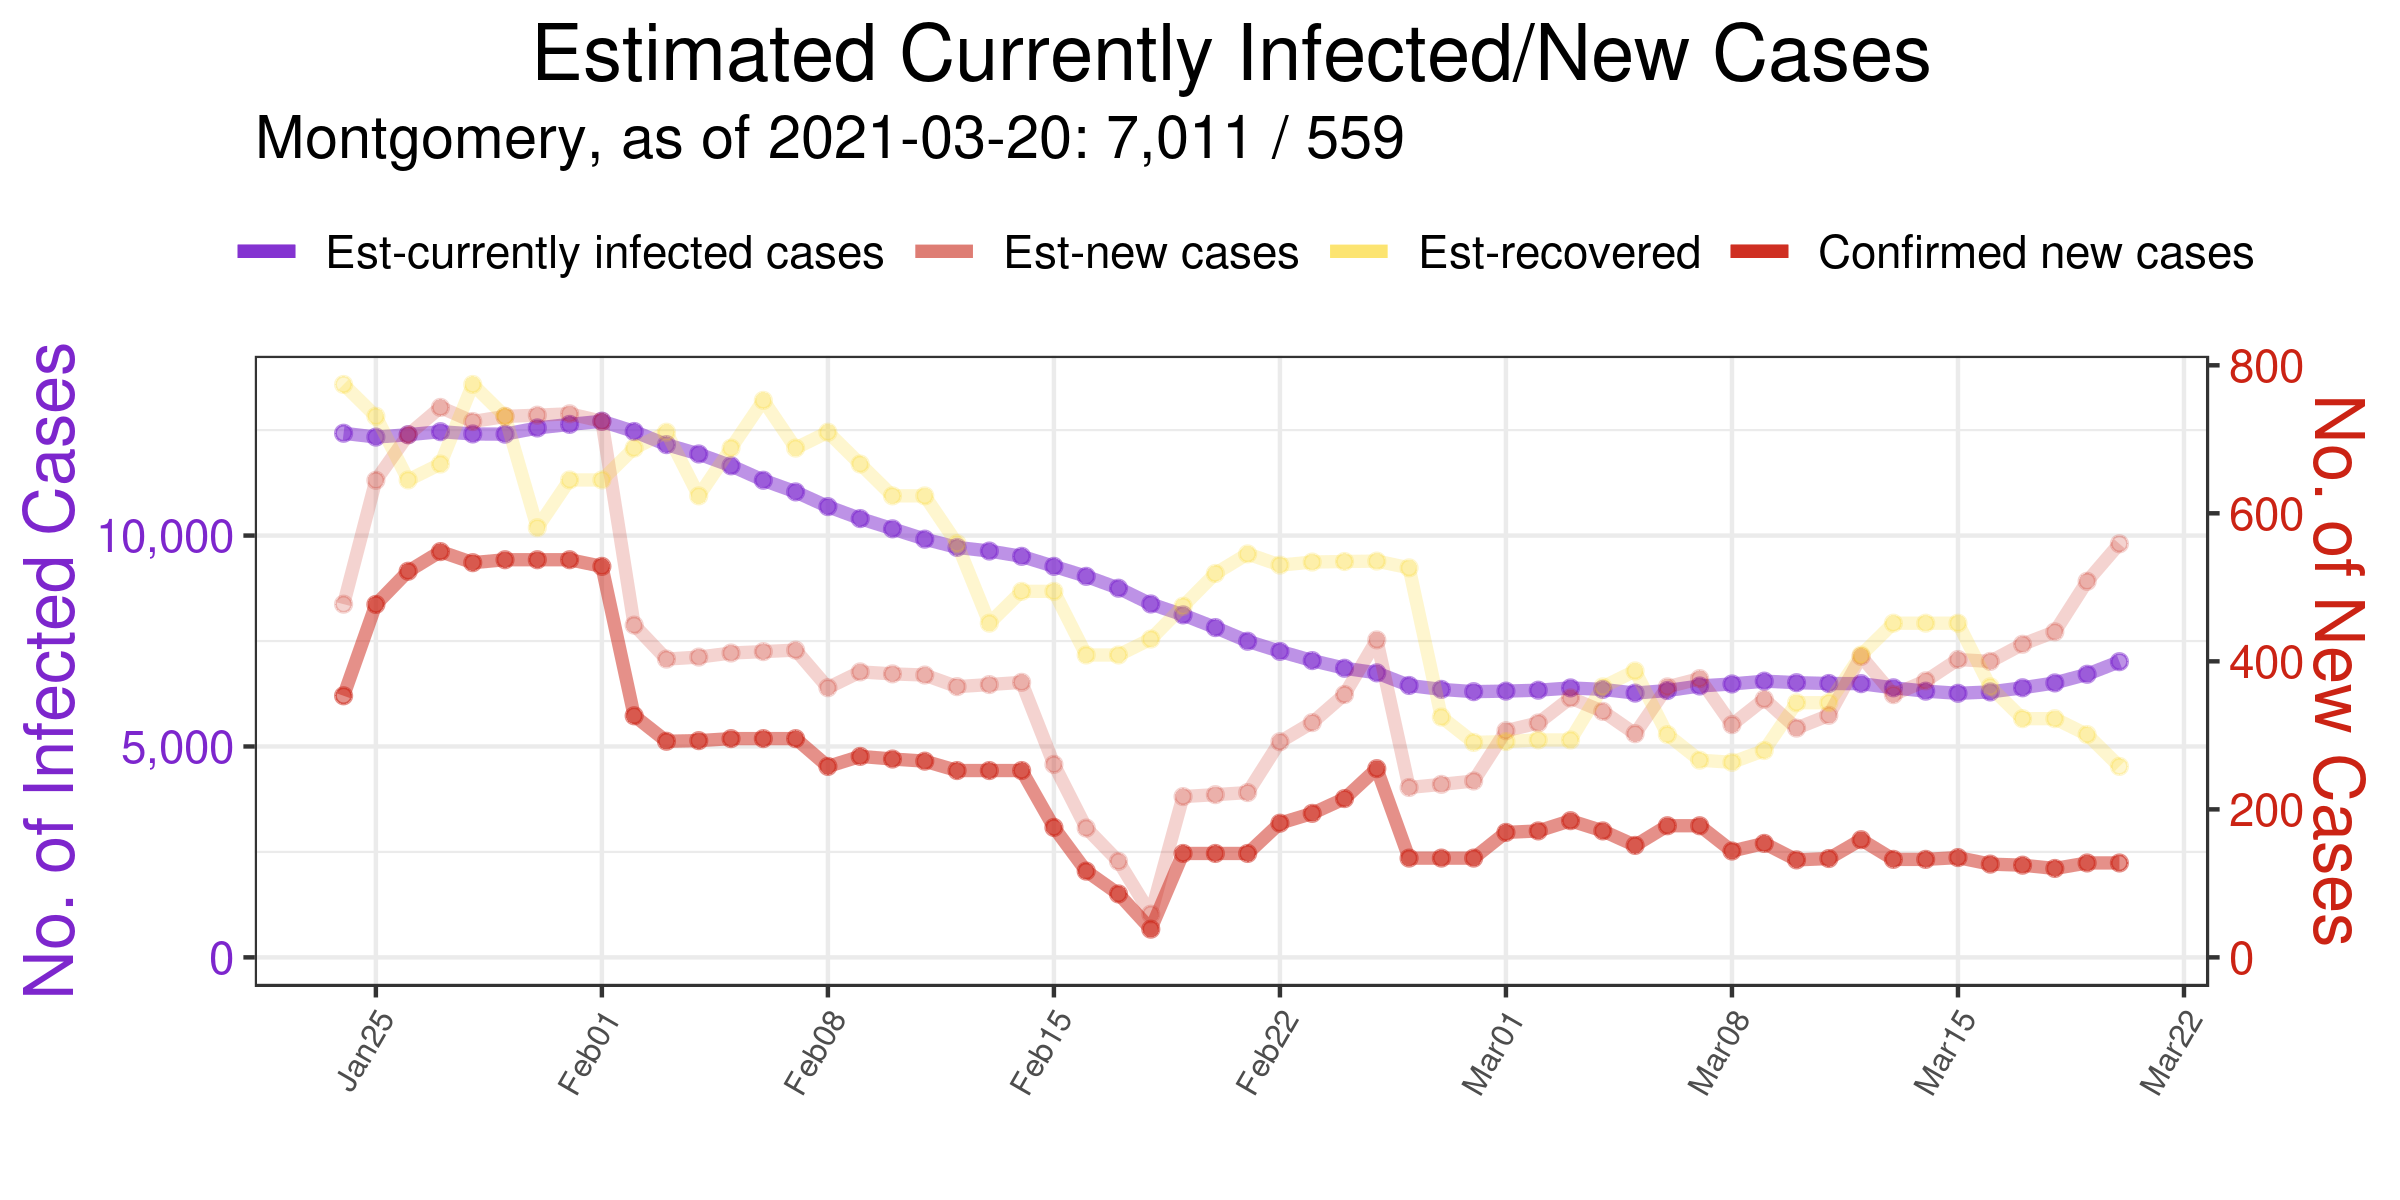 Estimated Currently Infected/New Cases
Montgomery, as of 2021-03-20: 7,011 / 559
Est-currently infected cases Est-new cases Est-recovered Confirmed new cases
No. of Infected Cases
10,000
5,000
0
800
600
400
200
0
No. of New Cases
Jan25 Feb01 Feb08 Feb15 Feb22 Mar01 Mar08 Mar15 Mar22